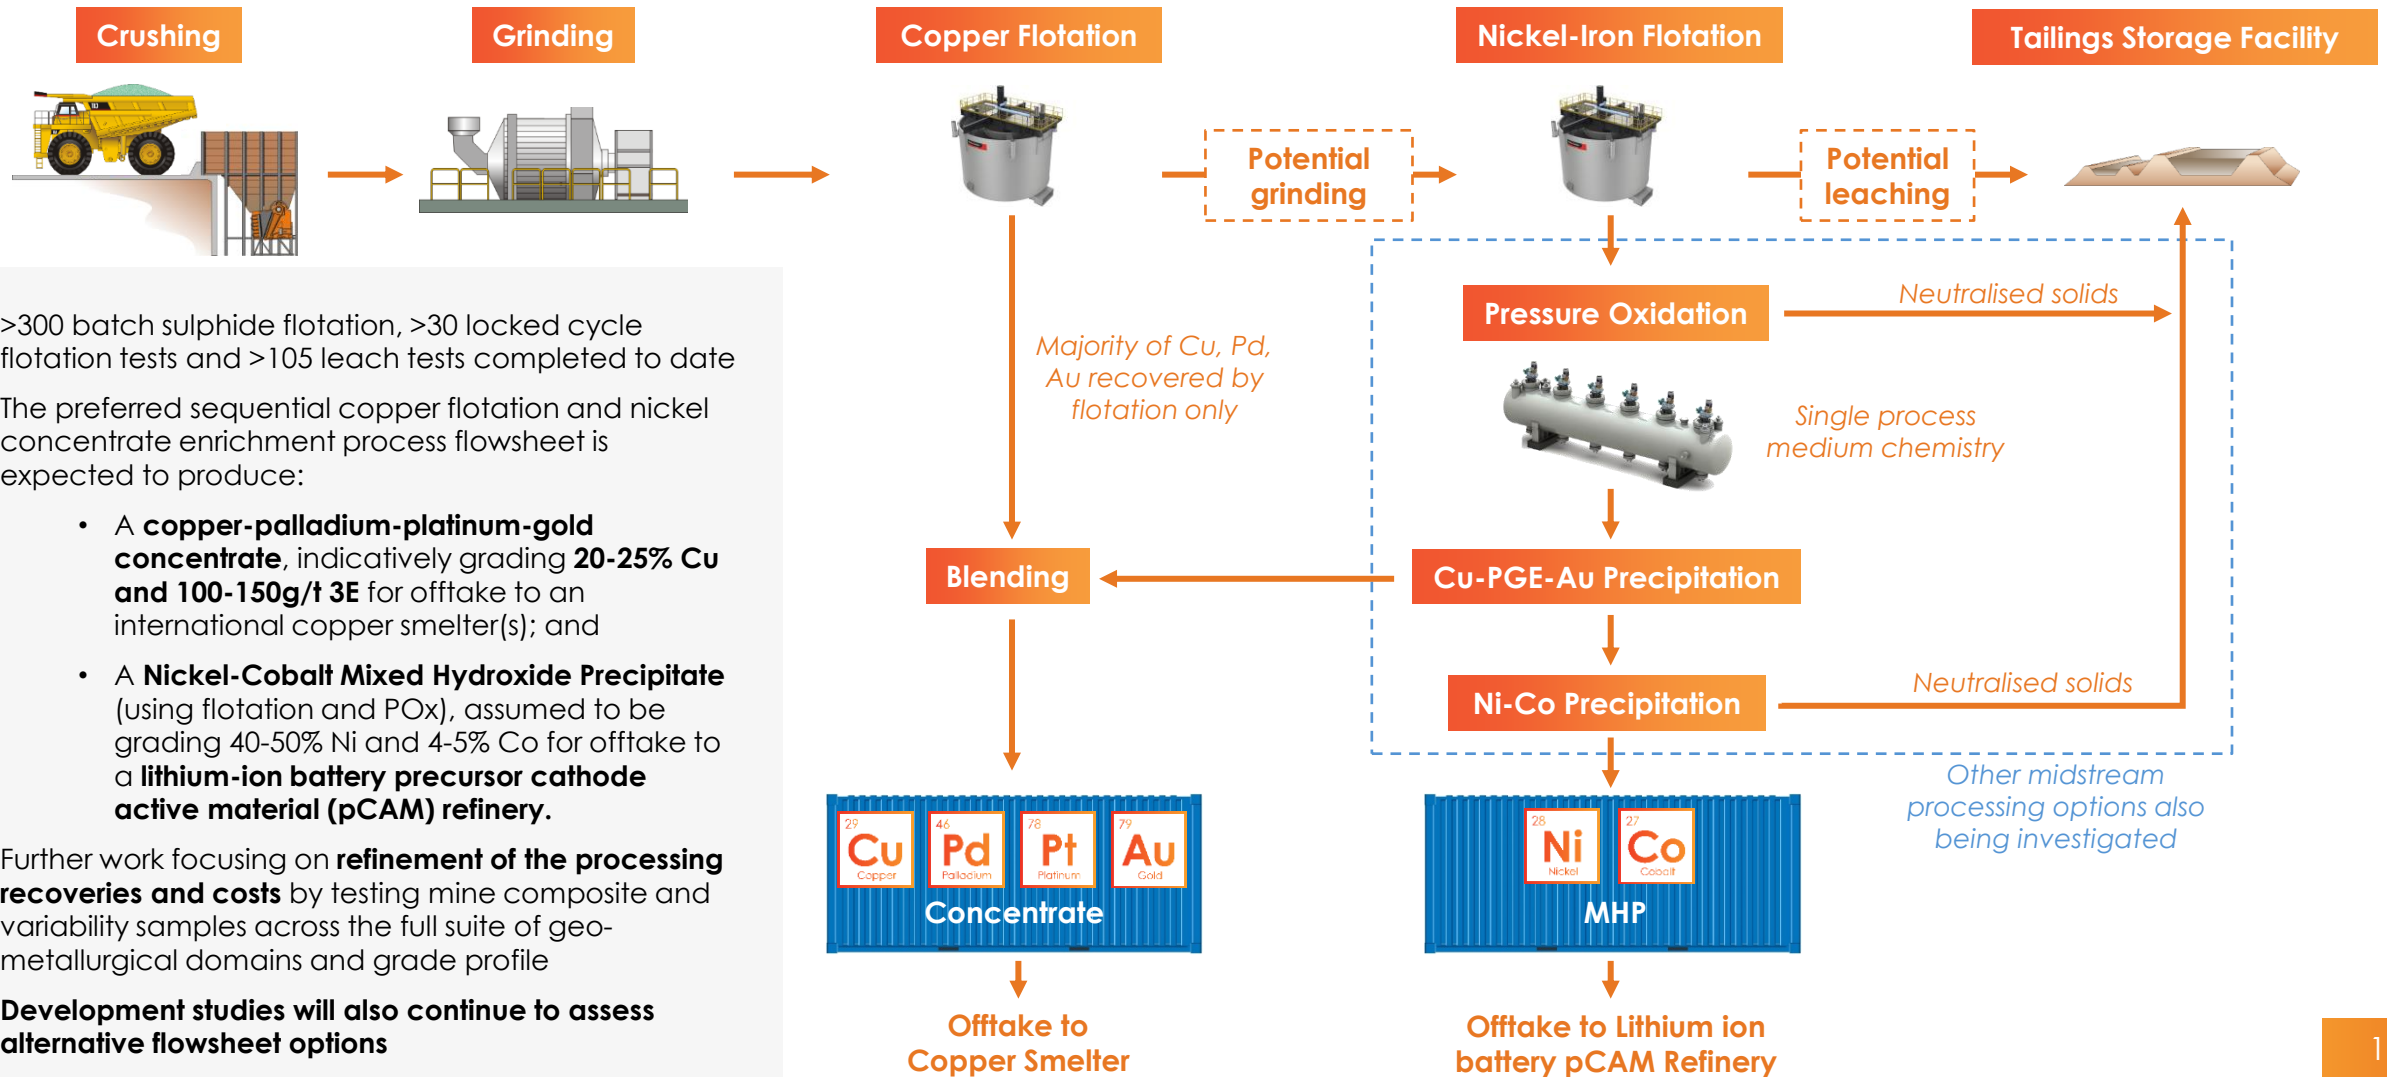 Crushing
Grinding
Copper Flotation
Nickel-Iron Flotation
Tailings Storage Facility
Potential
grinding
Potential
leaching
>300 batch sulphide flotation, >30 locked cycle
flotation tests and >105 leach tests completed to date
The preferred sequential copper flotation and nickel
concentrate enrichment process flowsheet is
expected to produce:
• A copper-palladium-platinum-gold
concentrate, indicatively grading 20-25% Cu
and 100-150g/t 3E for offtake to an
international copper smelter(s); and
• A Nickel-Cobalt Mixed Hydroxide Precipitate
(using flotation and POx), assumed to be
grading 40-50% Ni and 4-5% Co for offtake to
a lithium-ion battery precursor cathode
active material (pCAM) refinery.
Further work focusing on refinement of the processing
recoveries and costs by testing mine composite and
variability samples across the full suite of geo-
metallurgical domains and grade profile
Development studies will also continue to assess
alternative flowsheet options
Majority of Cu, Pd,
Au recovered by
flotation only
Pressure Oxidation
Neutralised solids
Single process
medium chemistry
Blending
Cu-PGE-Au Precipitation
Ni-Co Precipitation
Neutralised solids
Other midstream
processing options also
being investigated
29
Cu
Copper
46
Pd
Palladium
78
Pt
Platinum
79
Au
Gold
Concentrate
28
Ni
Nickel
27
Co
Cobalt
MHP
Offtake to
Copper Smelter
Offtake to Lithium ion
battery pCAM Refinery
1